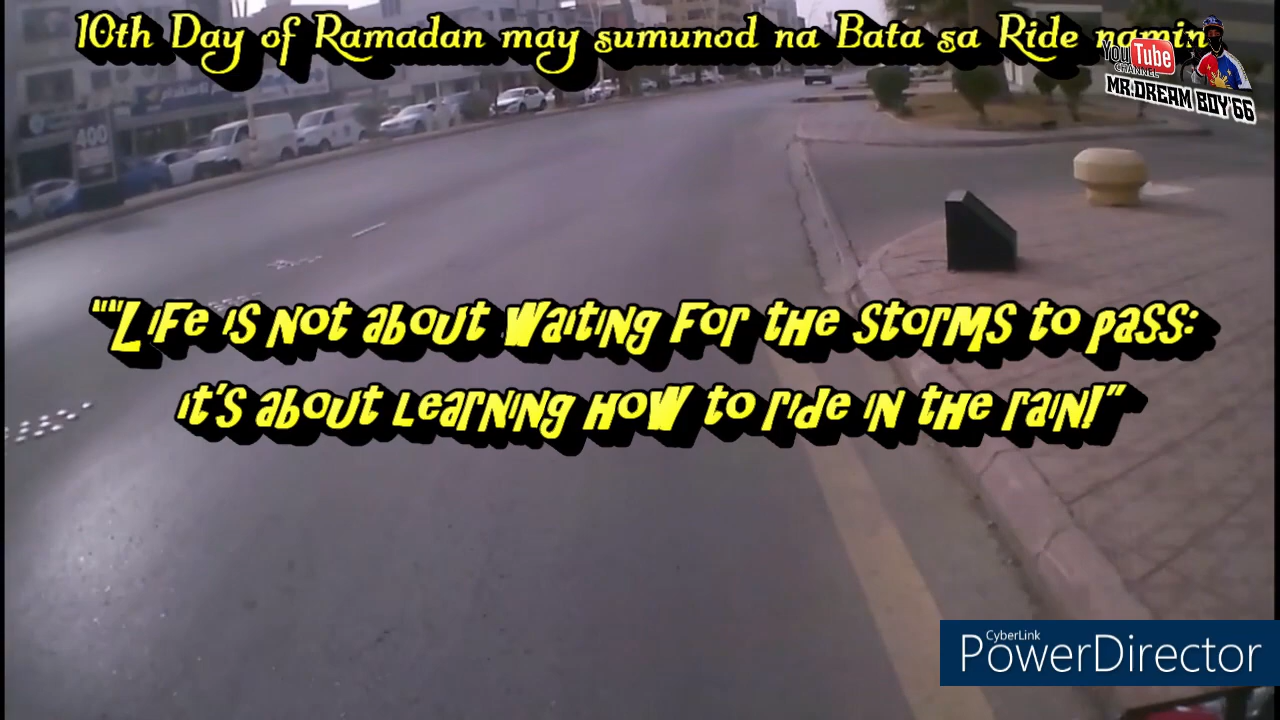 10th Day of Ramadan may sumunod na Bata sa Ride namin
YouTube
CHANNEL
MR.DREAM BOY'66
400
""Life is not about waiting for the storms to pass:
it's about learning how to ride in the rain!"
CyberLink
PowerDirector